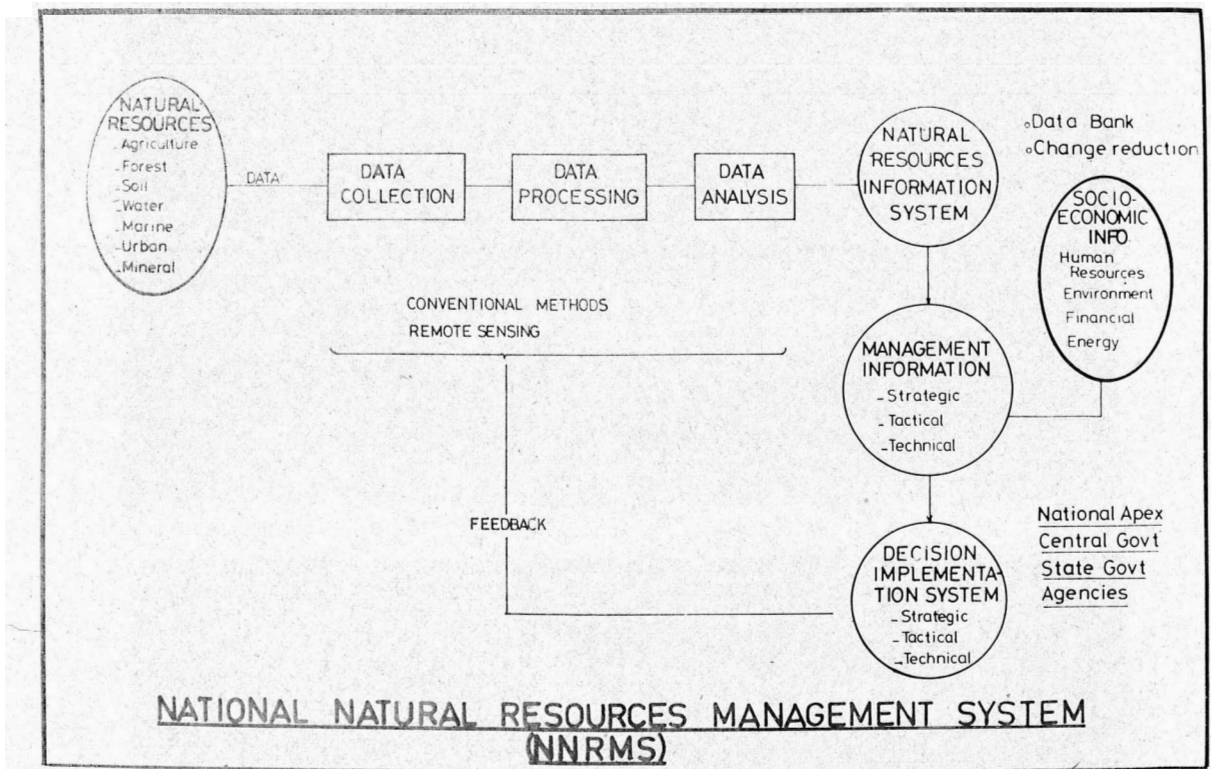 NATURAL
RESOURCES
-Agriculture
-Forest
-Soil
-Water
-Marine
-Urban
-Mineral
DATA
DATA
COLLECTION
DATA
PROCESSING
DATA
ANALYSIS
NATURAL
RESOURCES
INFORMATION
SYSTEM
oData Bank
oChange reduction
SOCIO-
ECONOMIC
INFO.
Human
Resources
Environment
Financial
Energy
CONVENTIONAL METHODS
REMOTE SENSING
MANAGEMENT
INFORMATION
-Strategic
-Tactical
-Technical
FEEDBACK
DECISION
IMPLEMENTA-
TION SYSTEM
-Strategic
-Tactical
-Technical
National Apex
Central Govt
State Govt
Agencies
NATIONAL NATURAL RESOURCES MANAGEMENT SYSTEM
(NNRMS)